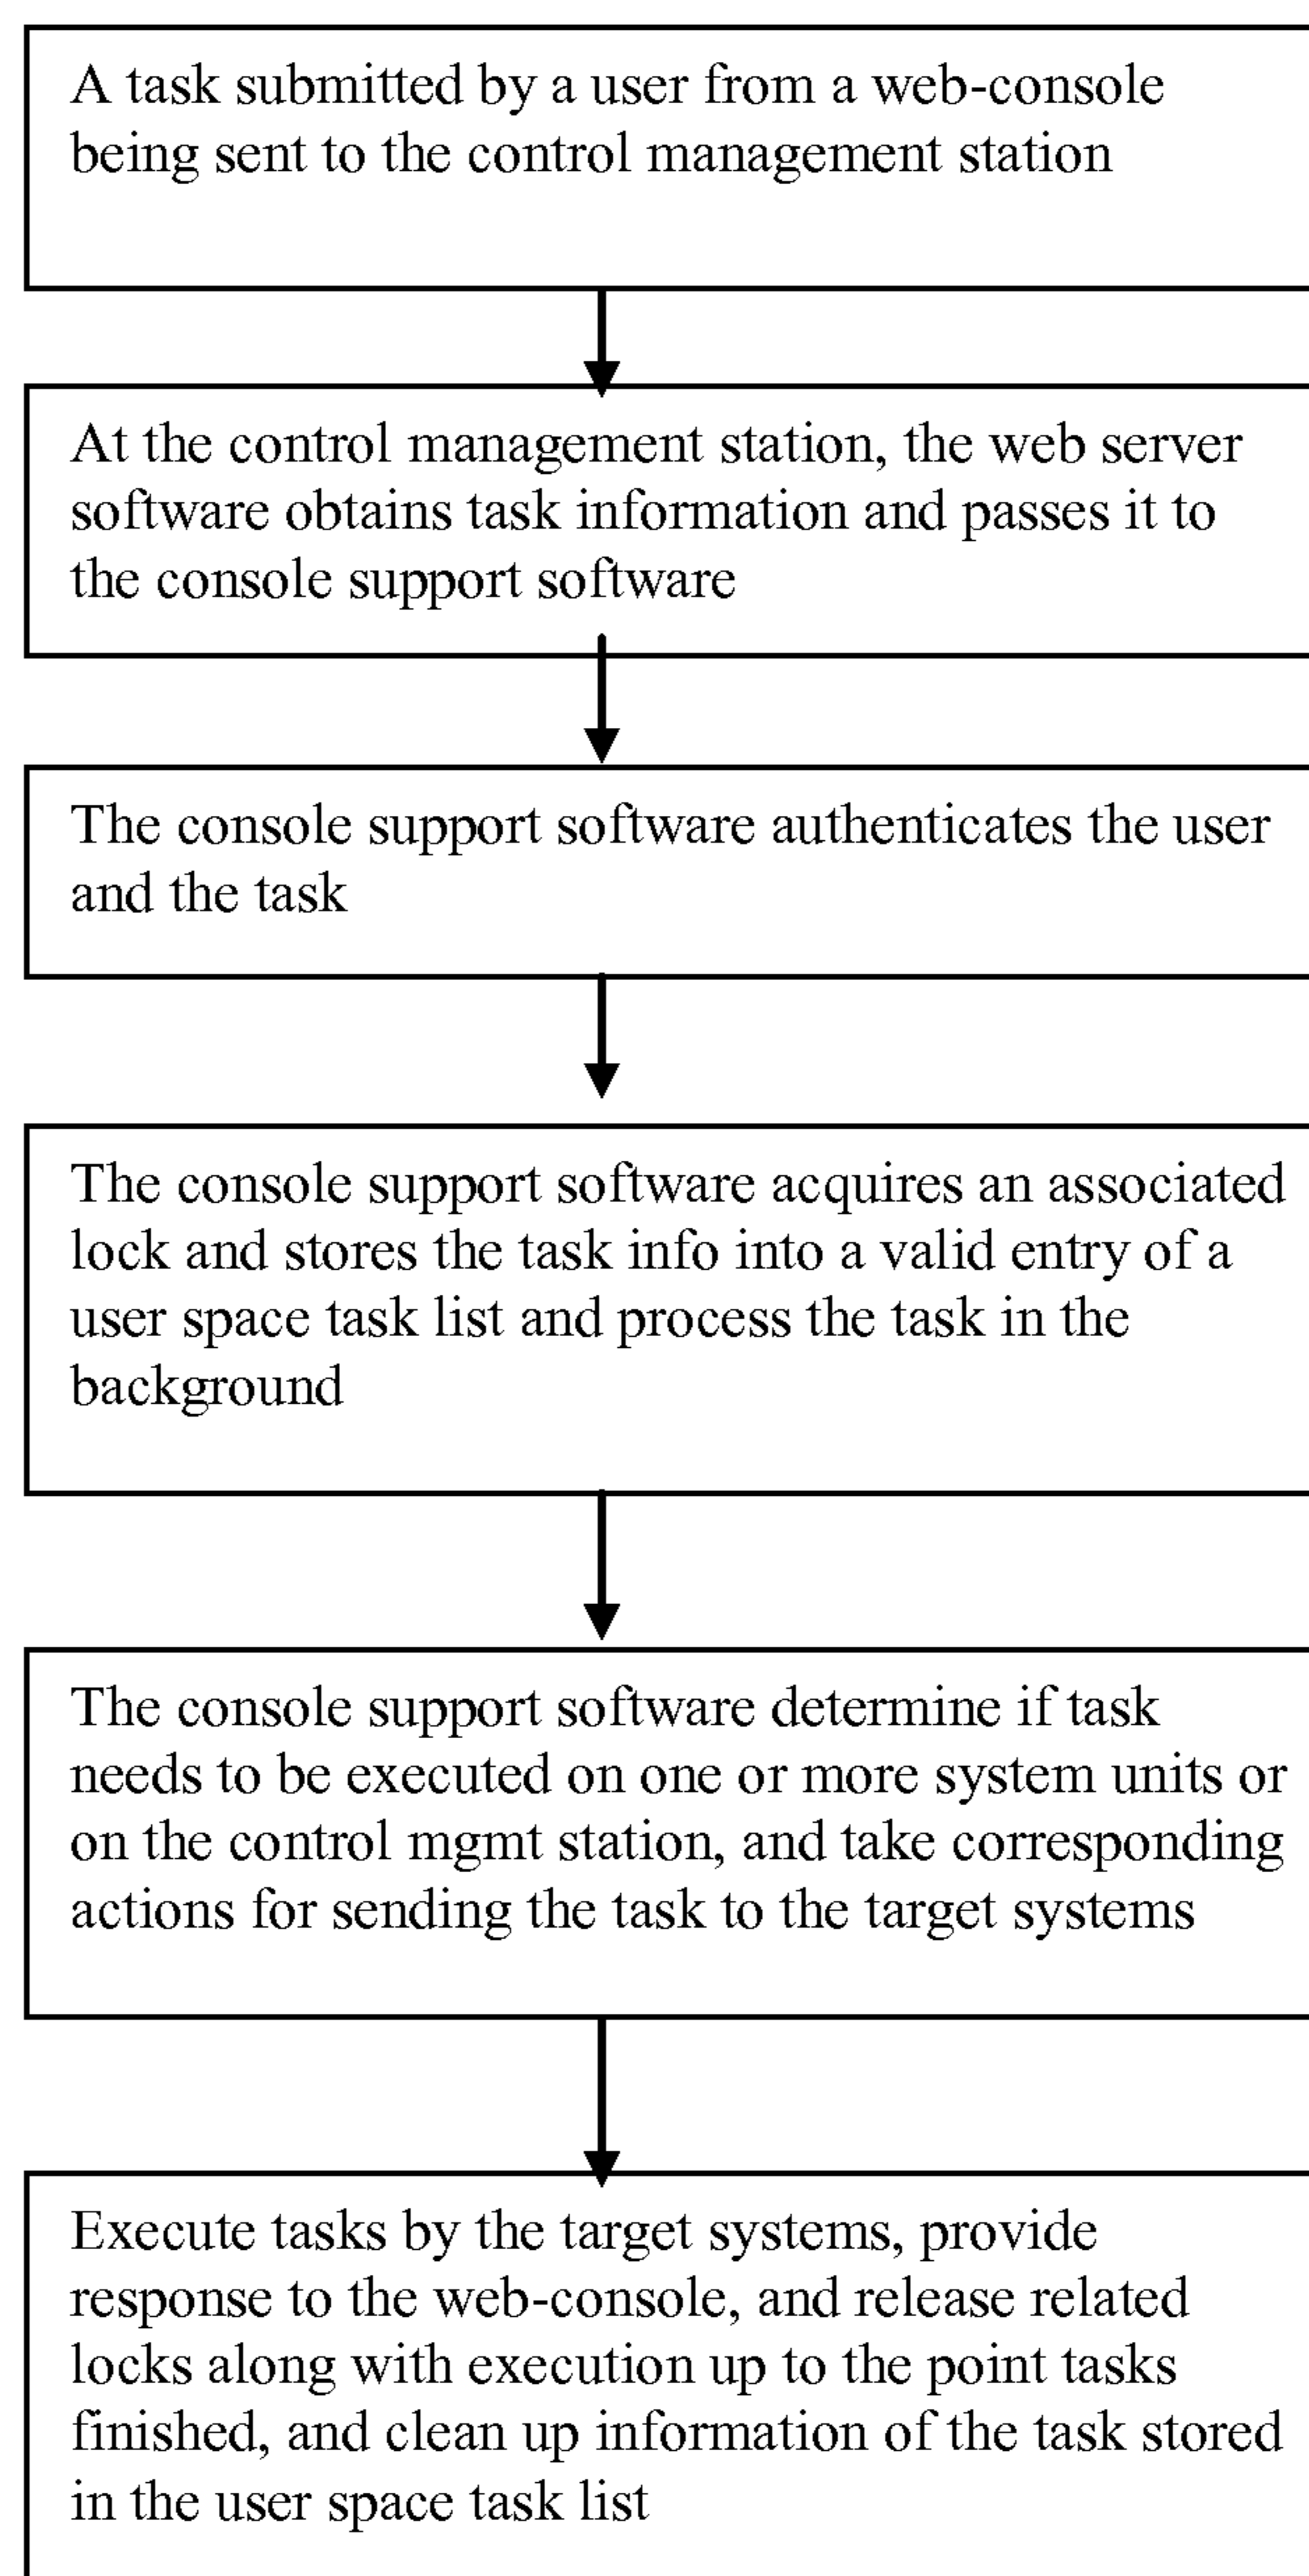 A task submitted by a user from a web-console
being sent to the control management station
At the control management station, the web server
software obtains task information and passes it to
the console support software
The console support software authenticates the user
and the task
The console support software acquires an associated
lock and stores the task info into a valid entry of a
user space task list and process the task in the
background
The console support software determine if task
needs to be executed on one or more system units or
on the control mgmt station, and take corresponding
actions for sending the task to the target systems
Execute tasks by the target systems, provide
response to the web-console, and release related
locks along with execution up to the point tasks
finished, and clean up information of the task stored
in the user space task list